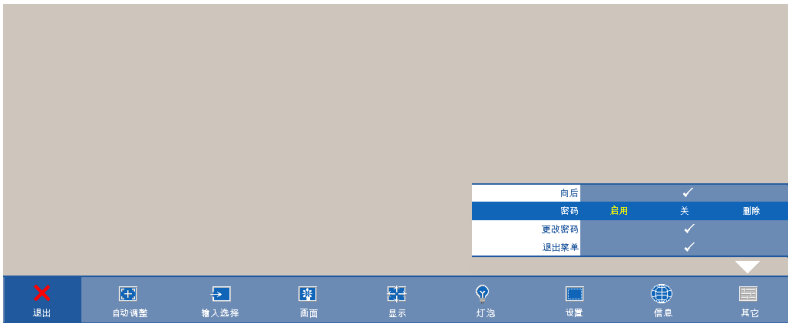 向后
密码 启用 关 删除
更改密码
退出菜单
退出 自动调整 输入选择 画面 显示 灯泡 设置 信息 其它